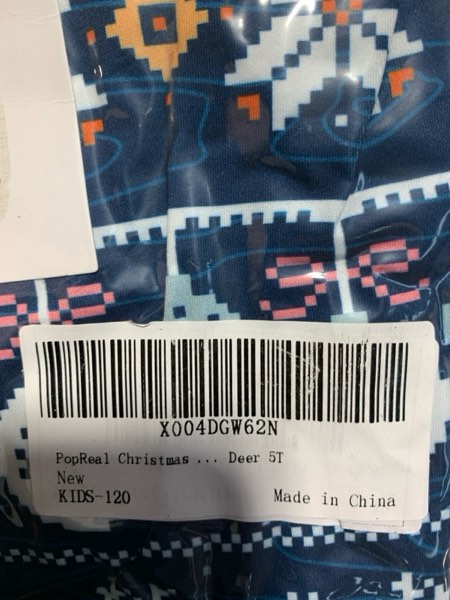 X004DGW62N
PopReal Christmas ... Deer 5T
New
KIDS-120 Made in China